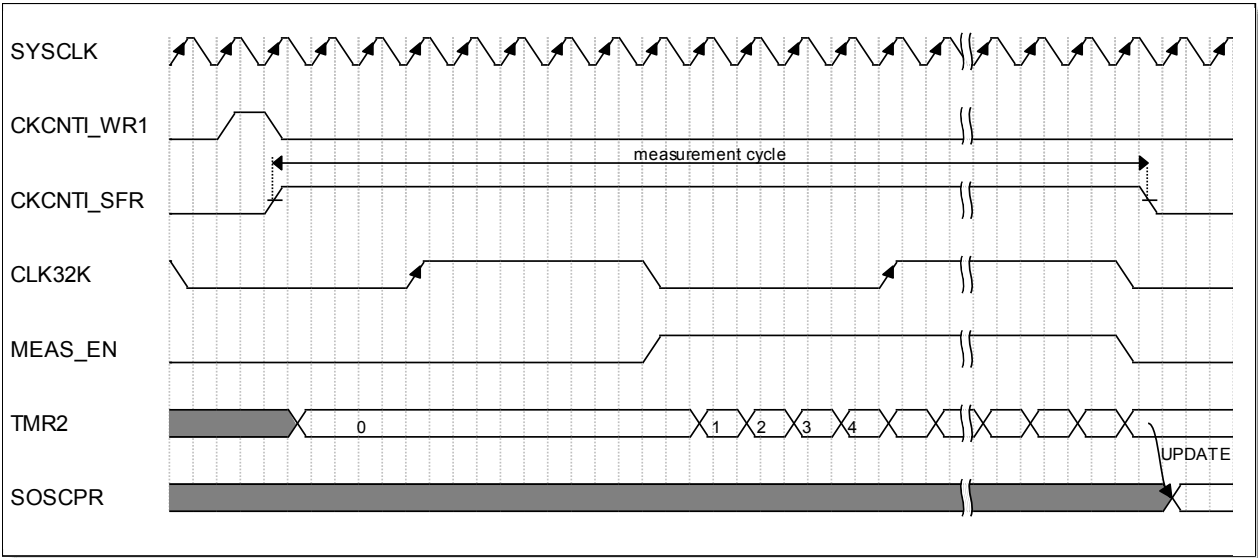 SYSCLK
CKCNTI_WR1
measurement cycle
CKCNTI_SFR
CLK32K
MEAS_EN
TMR2 0 1 2 3 4
UPDATE
SOSCPR